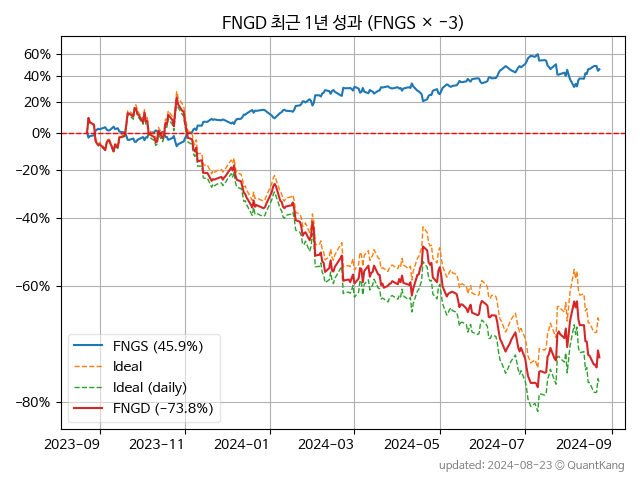 FNGD 최근 1년 성과 (FNGS × −3)
60%
40%
20%
0%
−20%
−40%
−60%
−80%
FNGS (45.9%)
Ideal
Ideal (daily)
FNGD (−73.8%)
2023-09 2023-11 2024-01 2024-03 2024-05 2024-07 2024-09
updated: 2024-08-23 © QuantKang